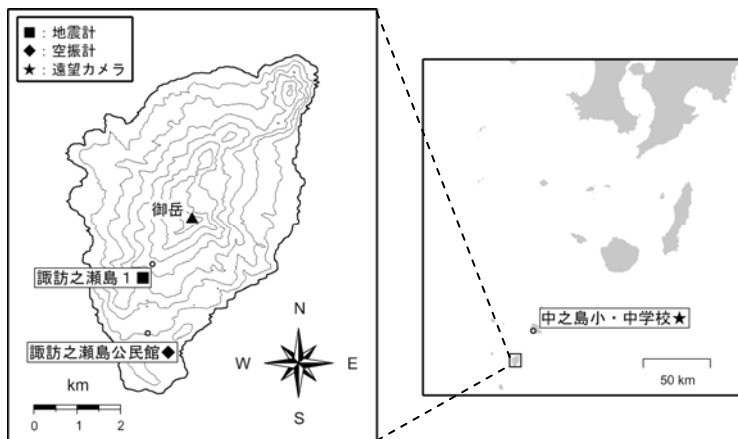 ■：地震計
◆：空振計
★：遠望カメラ
御岳
諏訪之瀬島１■
諏訪之瀬島公民館◆
N
W
E
S
km
0 1 2
中之島小・中学校★
50 km